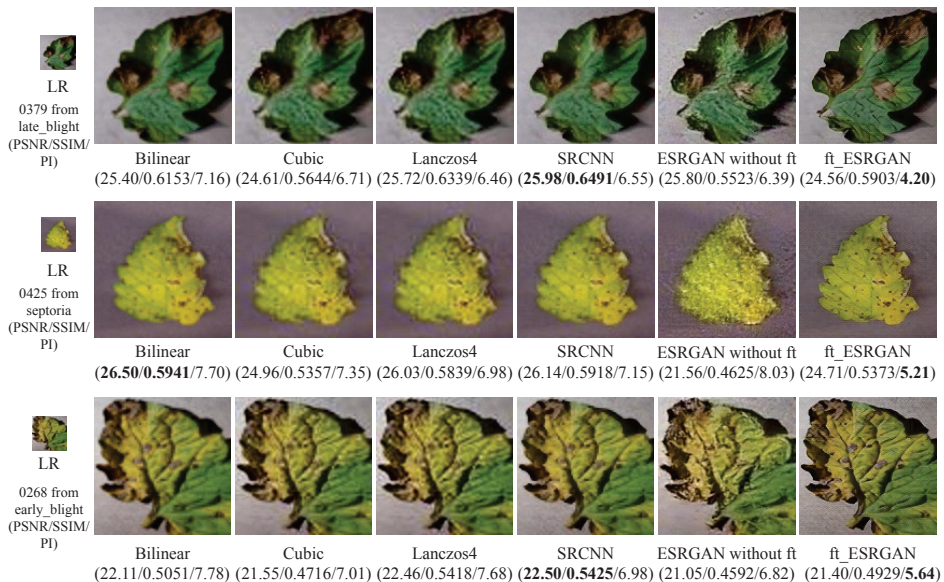 LR
0379 from
late_blight
(PSNR/SSIM/
PI)
Bilinear
(25.40/0.6153/7.16)
Cubic
(24.61/0.5644/6.71)
Lanczos4
(25.72/0.6339/6.46)
SRCNN
(25.98/0.6491/6.55)
ESRGAN without ft
(25.80/0.5523/6.39)
ft_ESRGAN
(24.56/0.5903/4.20)
LR
0425 from
septoria
(PSNR/SSIM/
PI)
Bilinear
(26.50/0.5941/7.70)
Cubic
(24.96/0.5357/7.35)
Lanczos4
(26.03/0.5839/6.98)
SRCNN
(26.14/0.5918/7.15)
ESRGAN without ft
(21.56/0.4625/8.03)
ft_ESRGAN
(24.71/0.5373/5.21)
LR
0268 from
early_blight
(PSNR/SSIM/
PI)
Bilinear
(22.11/0.5051/7.78)
Cubic
(21.55/0.4716/7.01)
Lanczos4
(22.46/0.5418/7.68)
SRCNN
(22.50/0.5425/6.98)
ESRGAN without ft
(21.05/0.4592/6.82)
ft_ESRGAN
(21.40/0.4929/5.64)